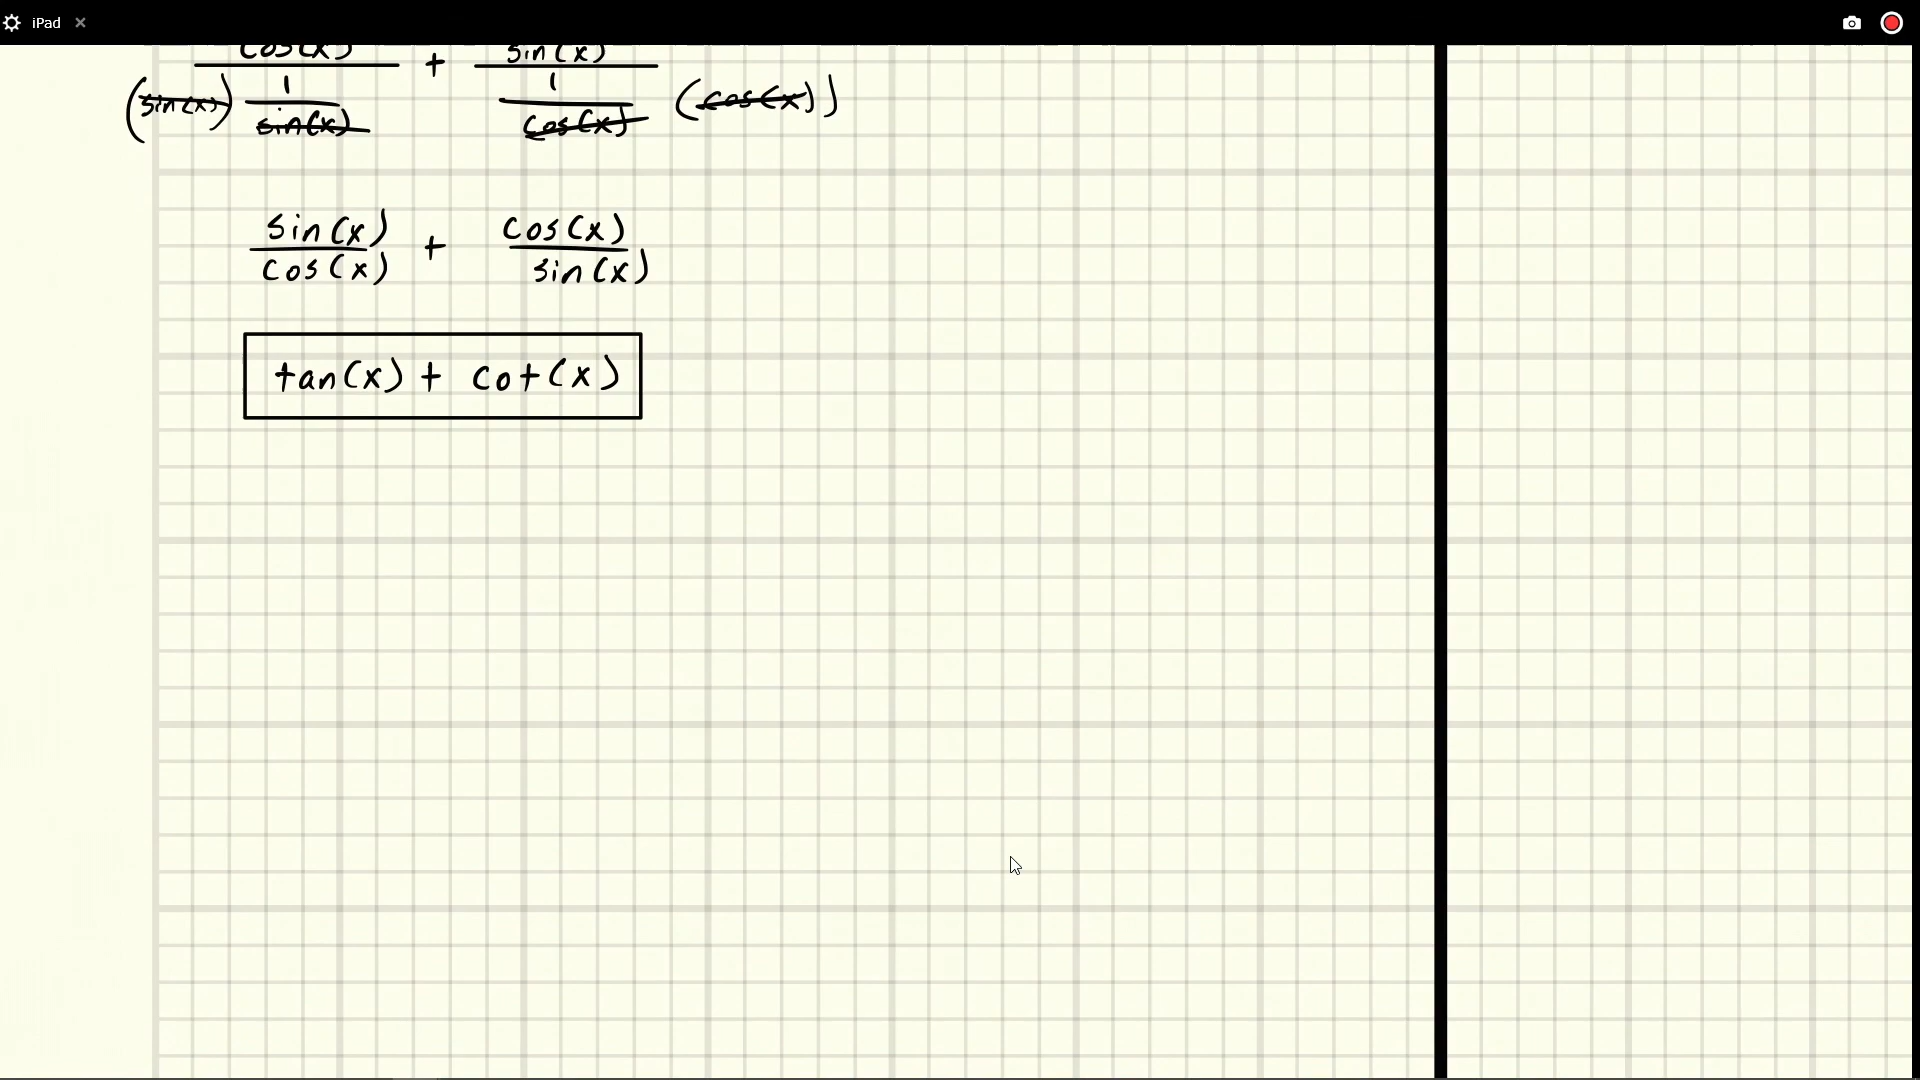 iPad
cos(x) + sin(x)
(sin(x)) 1 1 (cos(x))
sin(x) cos(x)
sin(x) + cos(x)
cos(x) sin(x)
tan(x) + cot(x)